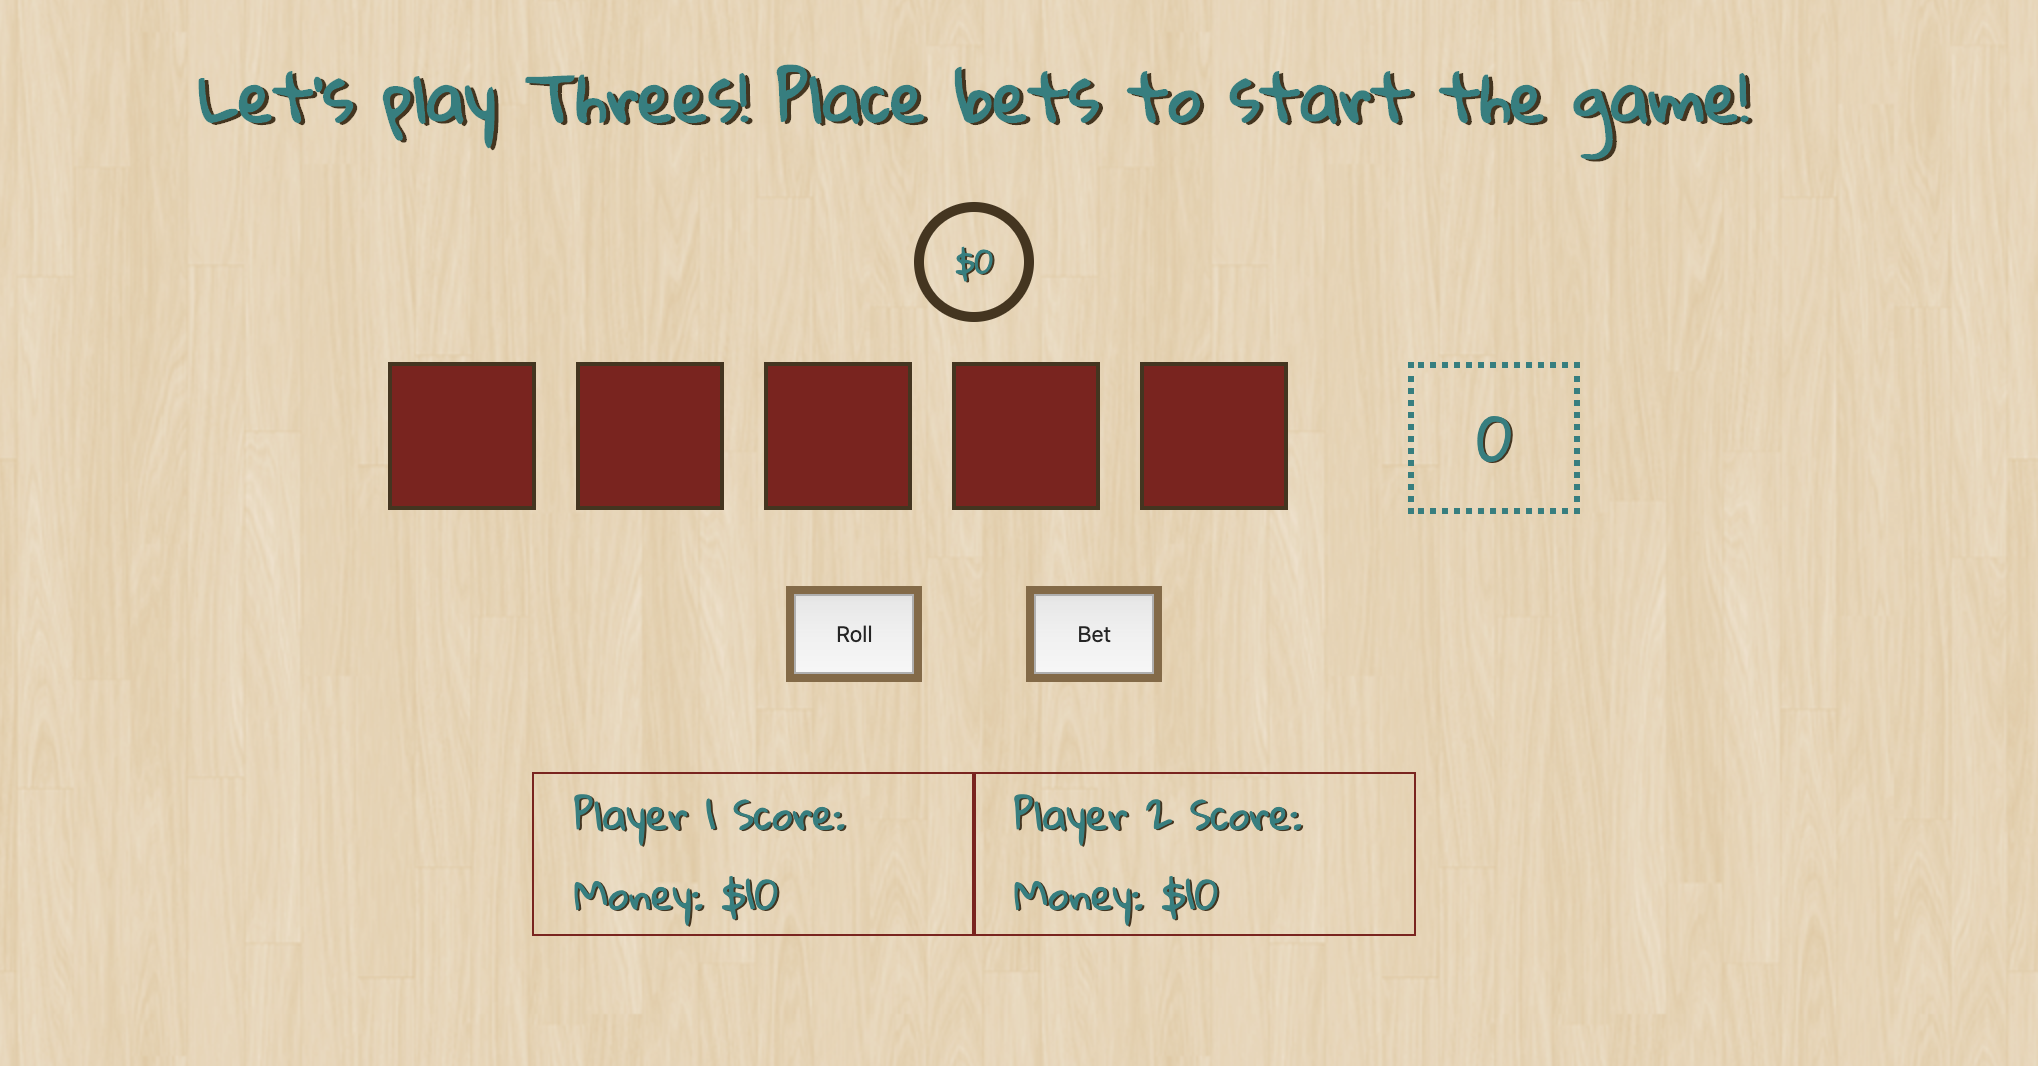 Let's play Threes! Place bets to start the game!
$0
0
Roll
Bet
Player 1 Score:
Money: $10
Player 2 Score:
Money: $10